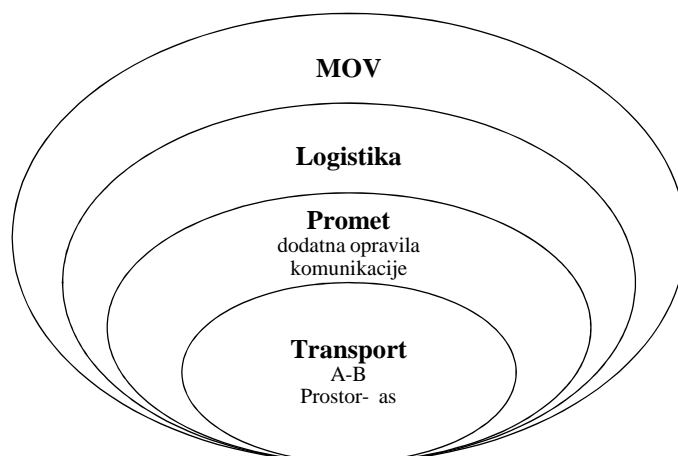 MOV
Logistika
Promet
dodatna opravila
komunikacije
Transport
A-B
Prostor- as